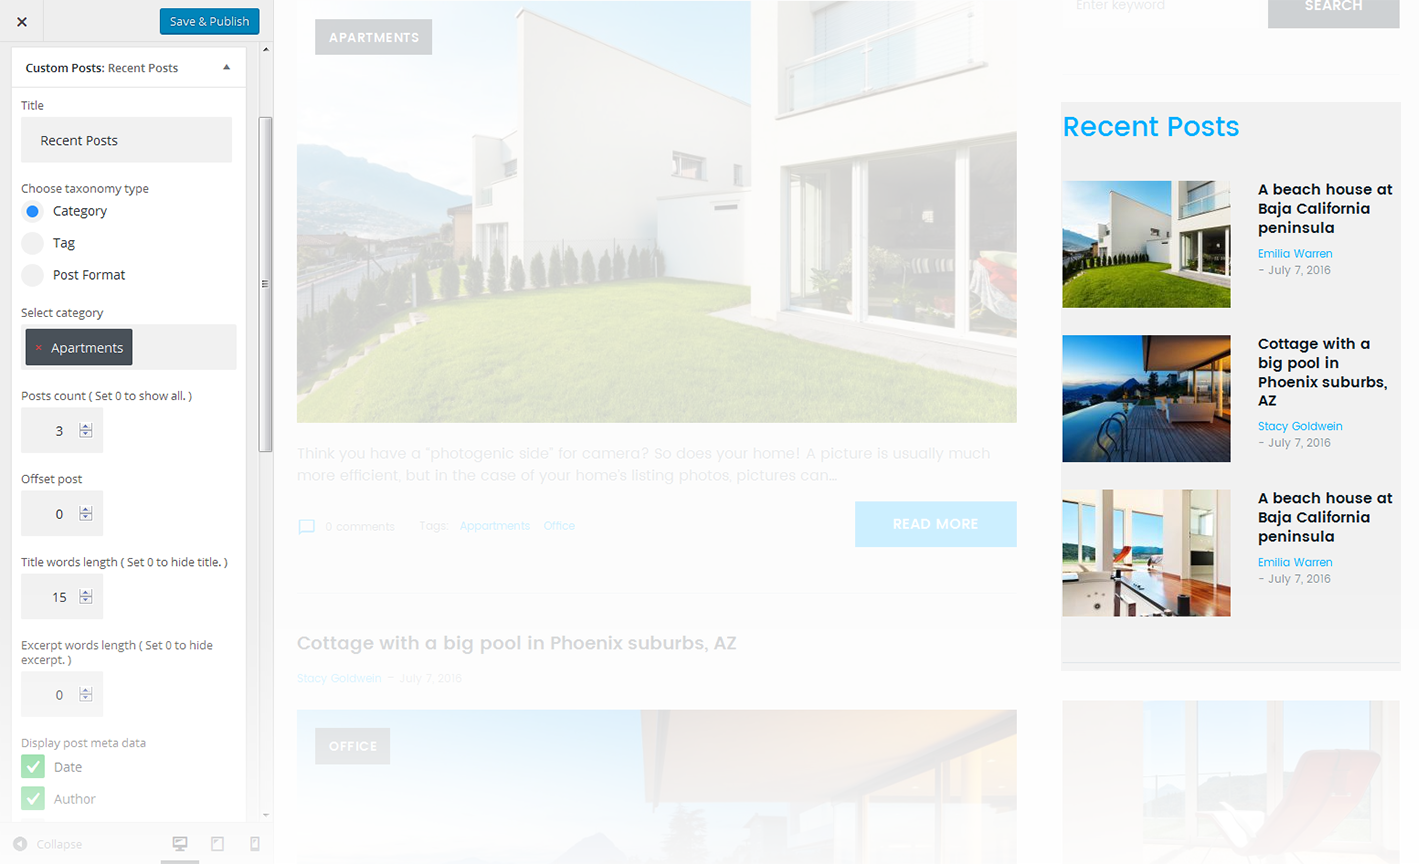 Save & Publish
Custom Posts: Recent Posts
Title
Recent Posts
Choose taxonomy type
Category
Tag
Post Format
Select category
× Apartments
Posts count ( Set 0 to show all. )
3
Offset post
0
Title words length ( Set 0 to hide title. )
15
Excerpt words length ( Set 0 to hide
excerpt. )
0
Display post meta data
Date
Author
Collapse
APARTMENTS
Think you have a "photogenic side" for camera? So does your home! A picture is usually much
more efficient, but in the case of your home's listing photos, pictures can...
0 comments Tags: Appartments Office
READ MORE
Cottage with a big pool in Phoenix suburbs, AZ
Stacy Goldwein – July 7, 2016
OFFICE
Enter keyword
SEARCH
Recent Posts
A beach house at
Baja California
peninsula
Emilia Warren
– July 7, 2016
Cottage with a
big pool in
Phoenix suburbs,
AZ
Stacy Goldwein
– July 7, 2016
A beach house at
Baja California
peninsula
Emilia Warren
– July 7, 2016